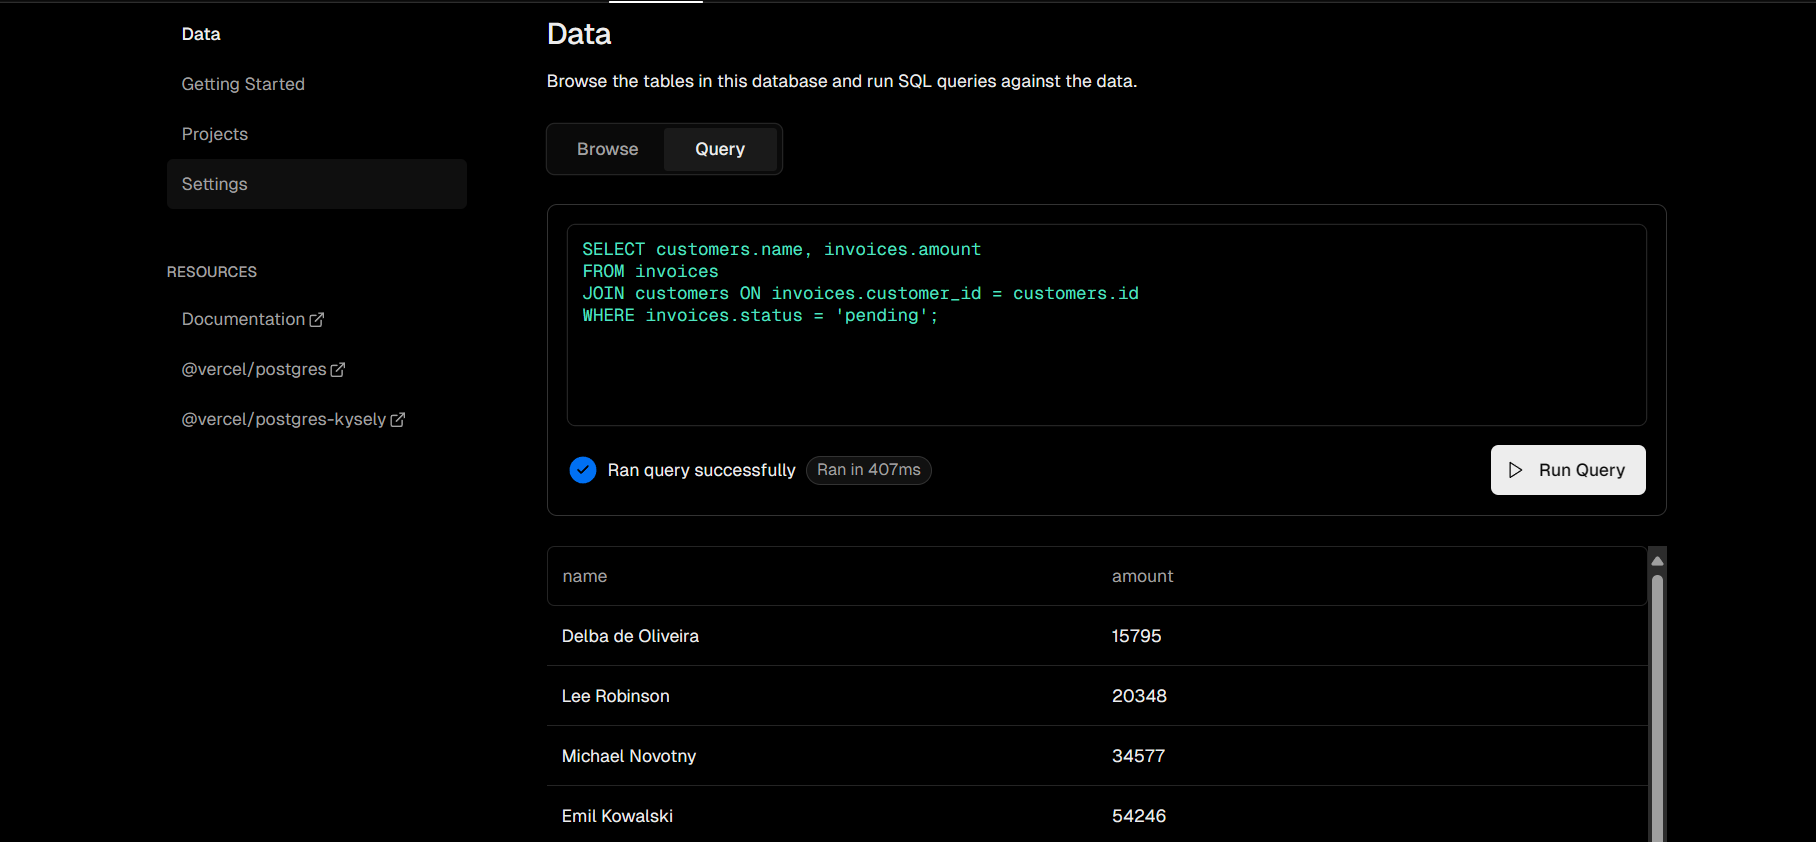 Data
Getting Started
Projects
Settings
RESOURCES
Documentation
@vercel/postgres
@vercel/postgres-kysely
Data
Browse the tables in this database and run SQL queries against the data.
Browse Query
SELECT customers.name, invoices.amount
FROM invoices
JOIN customers ON invoices.customer_id = customers.id
WHERE invoices.status = 'pending';
Ran query successfully Ran in 407ms Run Query
name amount
Delba de Oliveira 15795
Lee Robinson 20348
Michael Novotny 34577
Emil Kowalski 54246